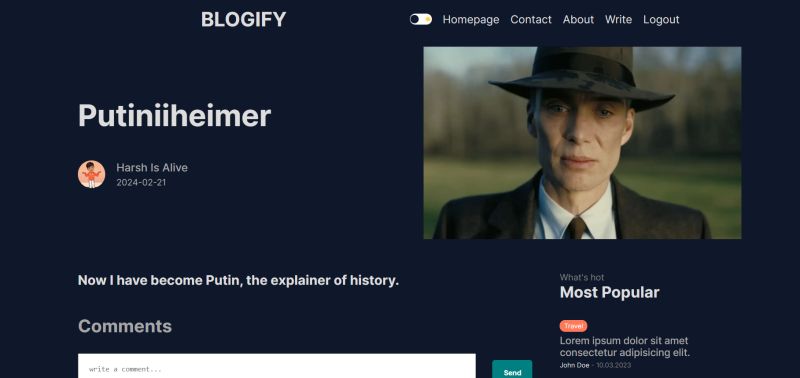 BLOGIFY
Homepage Contact About Write Logout
Putiniiheimer
Harsh Is Alive
2024-02-21
Now I have become Putin, the explainer of history.
Comments
write a comment...
Send
What's hot
Most Popular
Travel
Lorem ipsum dolor sit amet
consectetur adipisicing elit.
John Doe - 10.03.2023